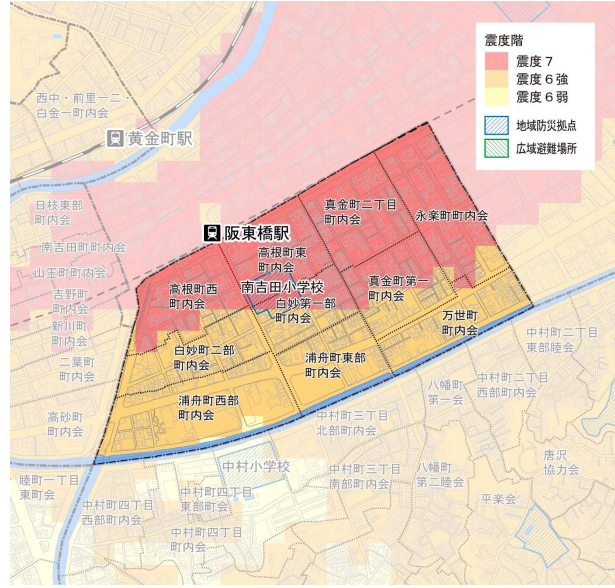 震度階
震度７
震度６強
震度６弱
地域防災拠点
広域避難場所
西中・前里一二・
白金一町内会
黄金町駅
日枝東部
町内会
南吉田町町内会
山王町町内会
吉野町
町内会
新川町
町内会
二葉町
町内会
高砂町
町内会
睦町一丁目
東町会
阪東橋駅
真金町二丁目
町内会
永楽町町内会
高根町東
町内会
高根町西
町内会
南吉田小学校
白妙第一部
町内会
真金町第一
町内会
万世町
町内会
白妙町二部
町内会
浦舟町東部
町内会
浦舟町西部
町内会
中村町二丁目
東部睦会
中村町二丁目
西部町内会
八幡町
第一会
中村町三丁目
北部町内会
中村小学校
中村町三丁目
南部町内会
八幡町
第二睦会
唐沢
協力会
平楽会
中村町四丁目
東部町会
中村町四丁目
西部町内会
中村町四丁目
町内会